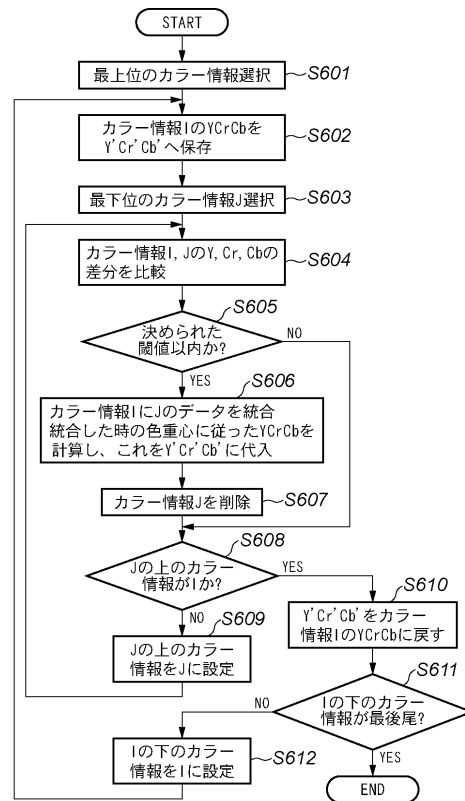 START
最上位のカラー情報選択
S601
カラー情報IのYCrCbを
Y'Cr'Cb'へ保存
S602
最下位のカラー情報J選択
S603
カラー情報I,JのY,Cr,Cbの
差分を比較
S604
決められた
閾値以内か?
S605
NO
YES
S606
カラー情報IにJのデータを統合
統合した時の色重心に従ったYCrCbを
計算し、これをY'Cr'Cb'に代入
カラー情報Jを削除
S607
Jの上のカラー
情報がIか?
S608
YES
NO
S609
Jの上のカラー
情報をJに設定
S610
Y'Cr'Cb'をカラー
情報IのYCrCbに戻す
S611
Iの下のカラー
情報が最後尾?
NO
YES
Iの下のカラー
情報をIに設定
S612
END